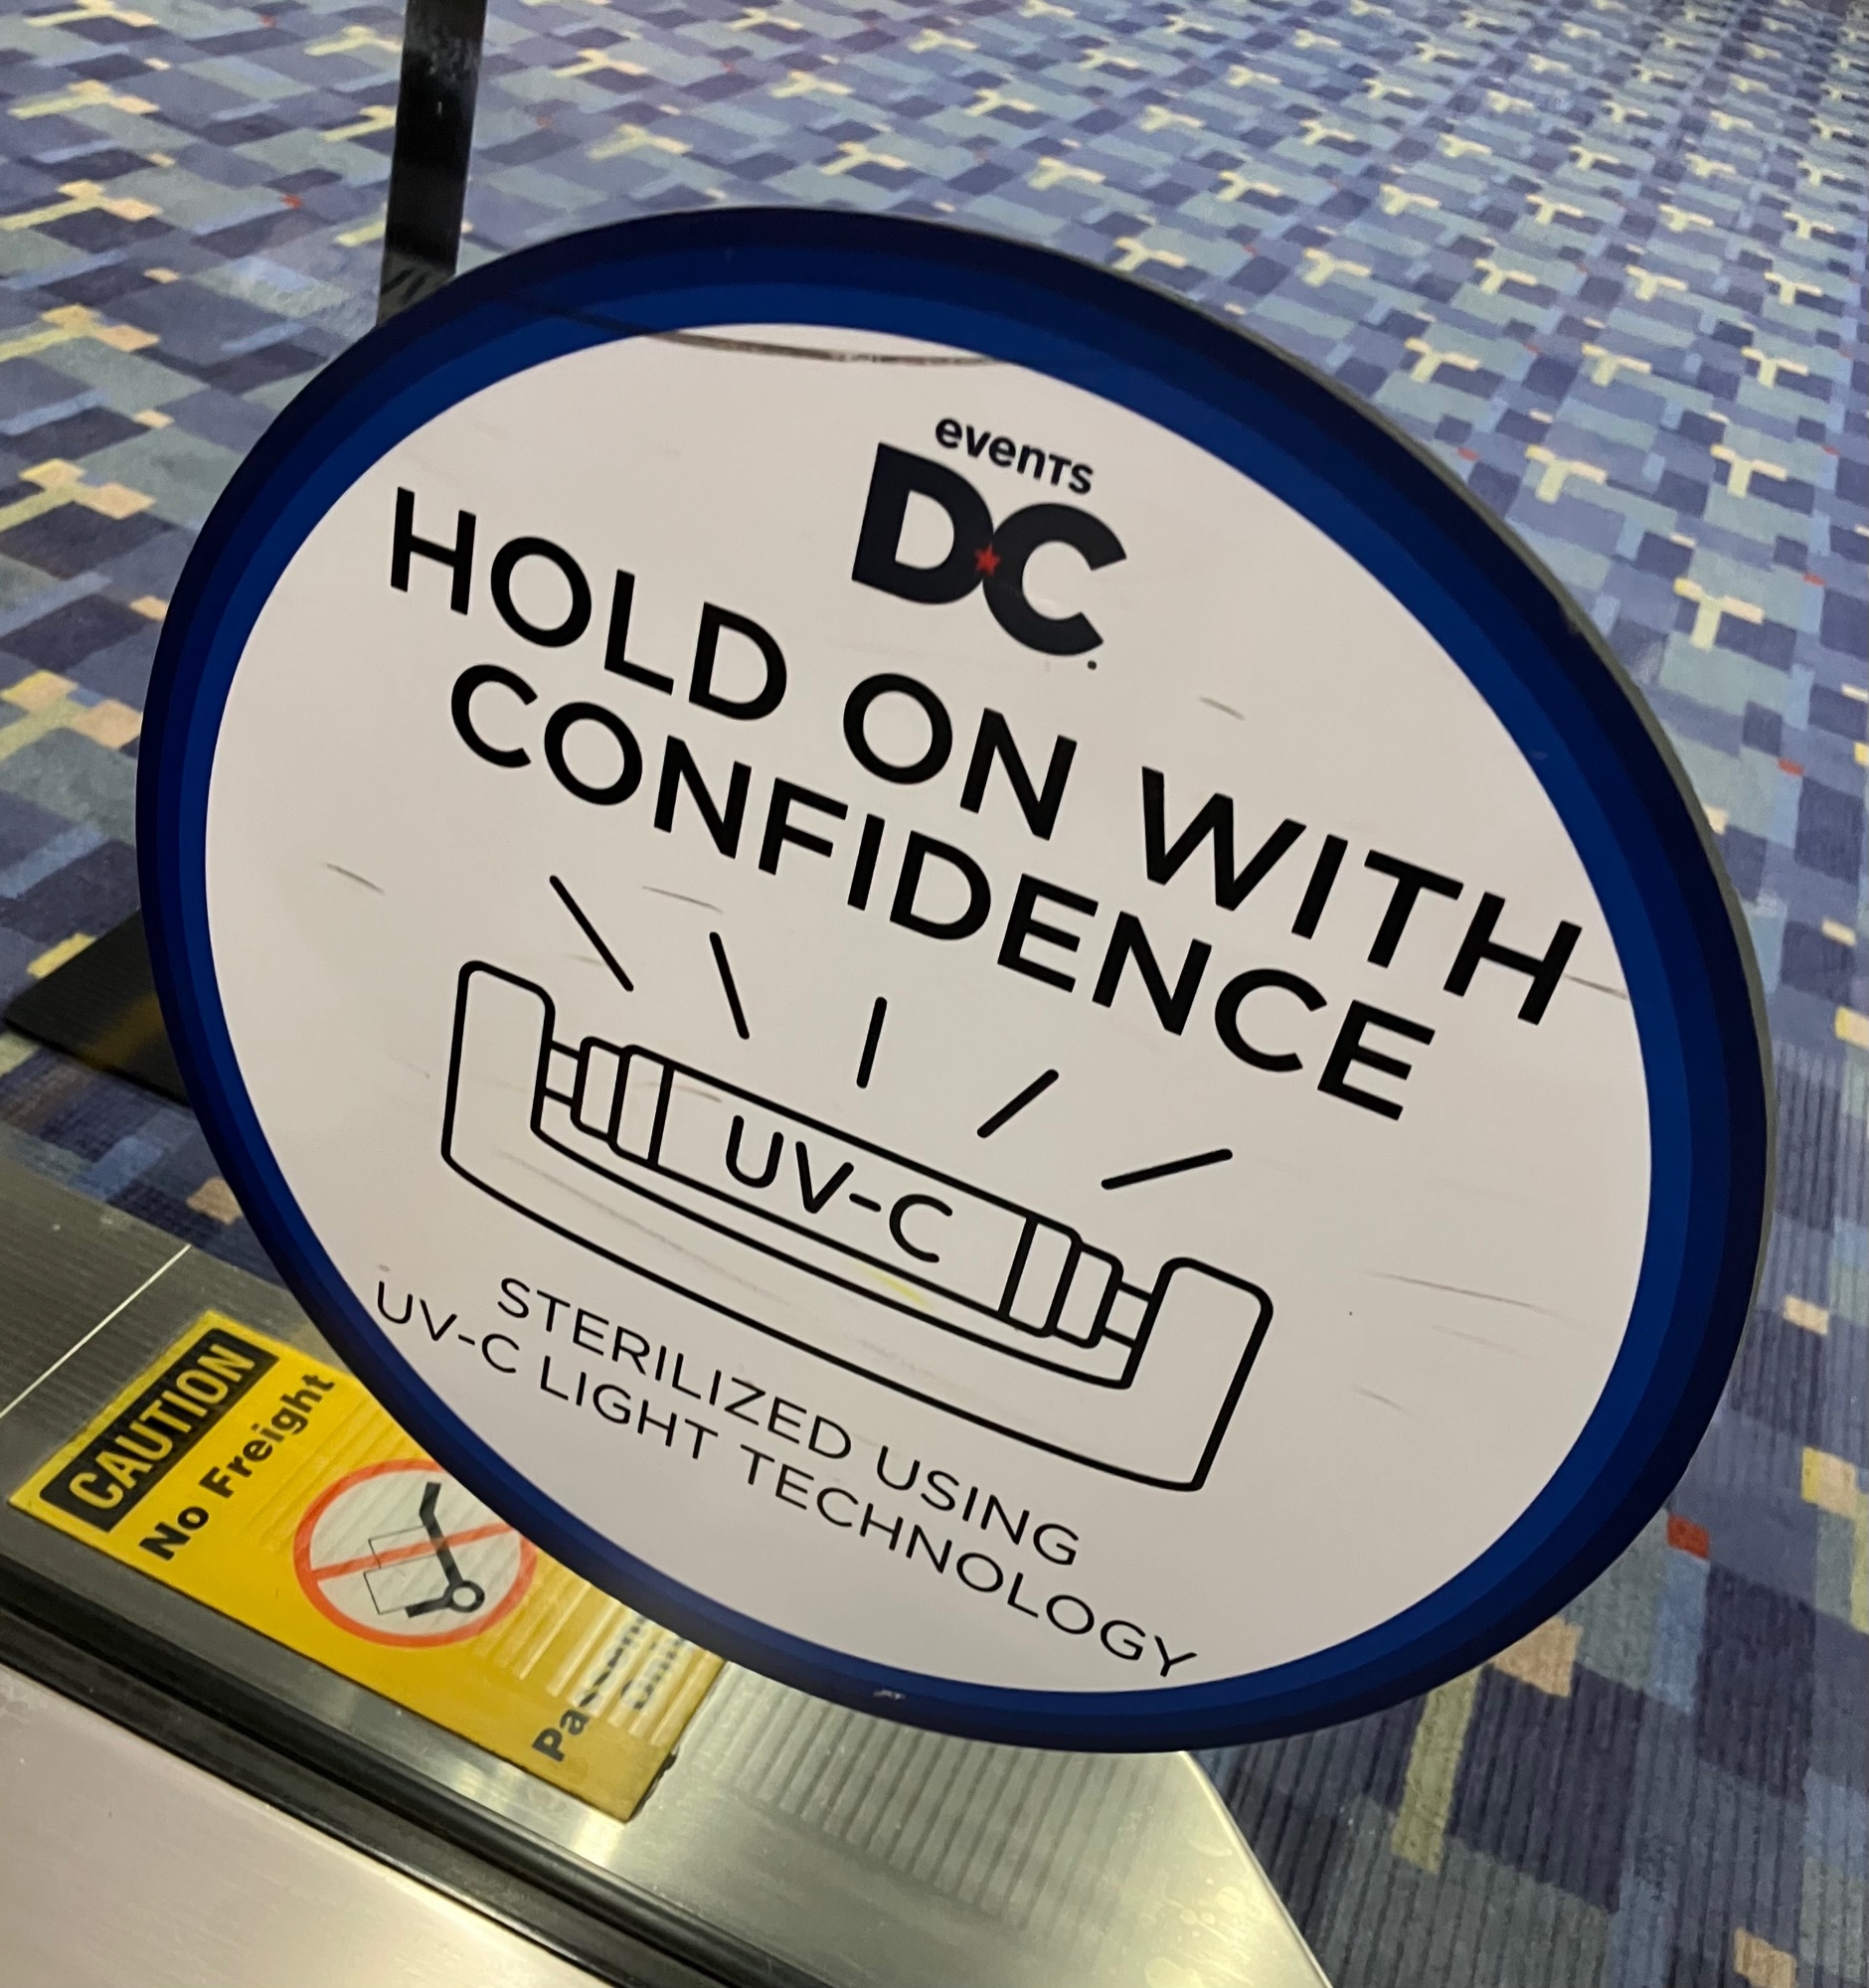 evenTs
DC.
HOLD ON WITH
CONFIDENCE
UV-C
STERILIZED USING
UV-C LIGHT TECHNOLOGY
CAUTION
No Freight